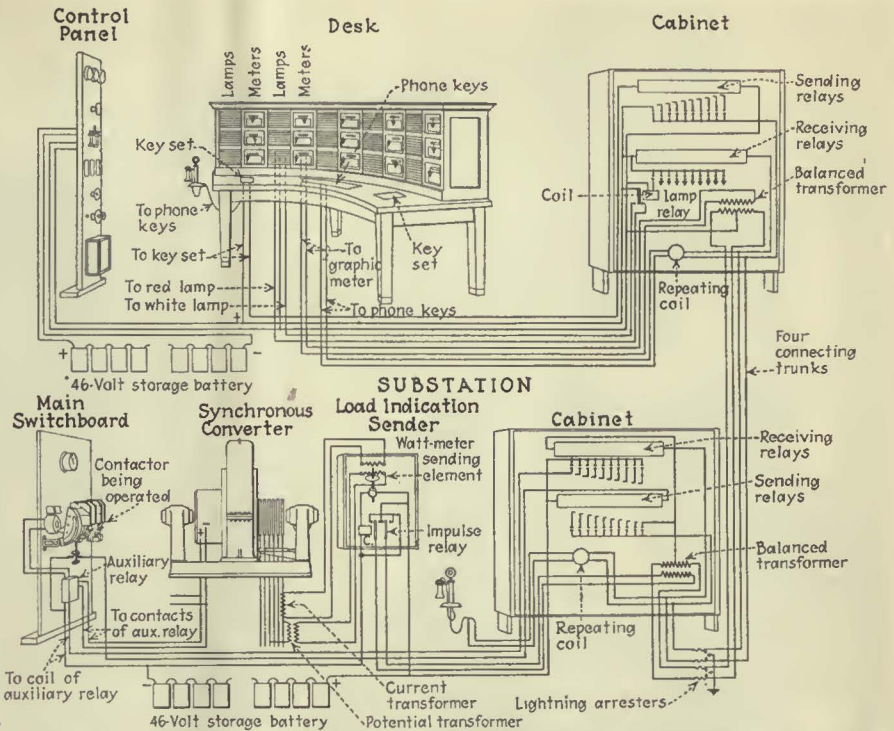 Control
Panel
Desk
Cabinet
Lamps
Meters
Lamps
Meters
Phone keys
Key set
To phone
keys
To key set
To
graphic
meter
Key
set
To red lamp
To white lamp
To phone keys
+
+
-
46-Volt storage battery
Sending
relays
Receiving
relays
Balanced
transformer
Coil
lamp
relay
Repeating
coil
Four
connecting
trunks
SUBSTATION
Main
Switchboard
Synchronous
Converter
Load Indication
Sender
Cabinet
Contactor
being
operated
Watt-meter
sending
element
Impulse
relay
Receiving
relays
Sending
relays
Balanced
transformer
Auxiliary
relay
To contacts
of aux. relay
+
-
Repeating
coil
To coil of
auxiliary relay
-
+
46-Volt storage battery
Current
transformer
Potential transformer
Lightning arresters